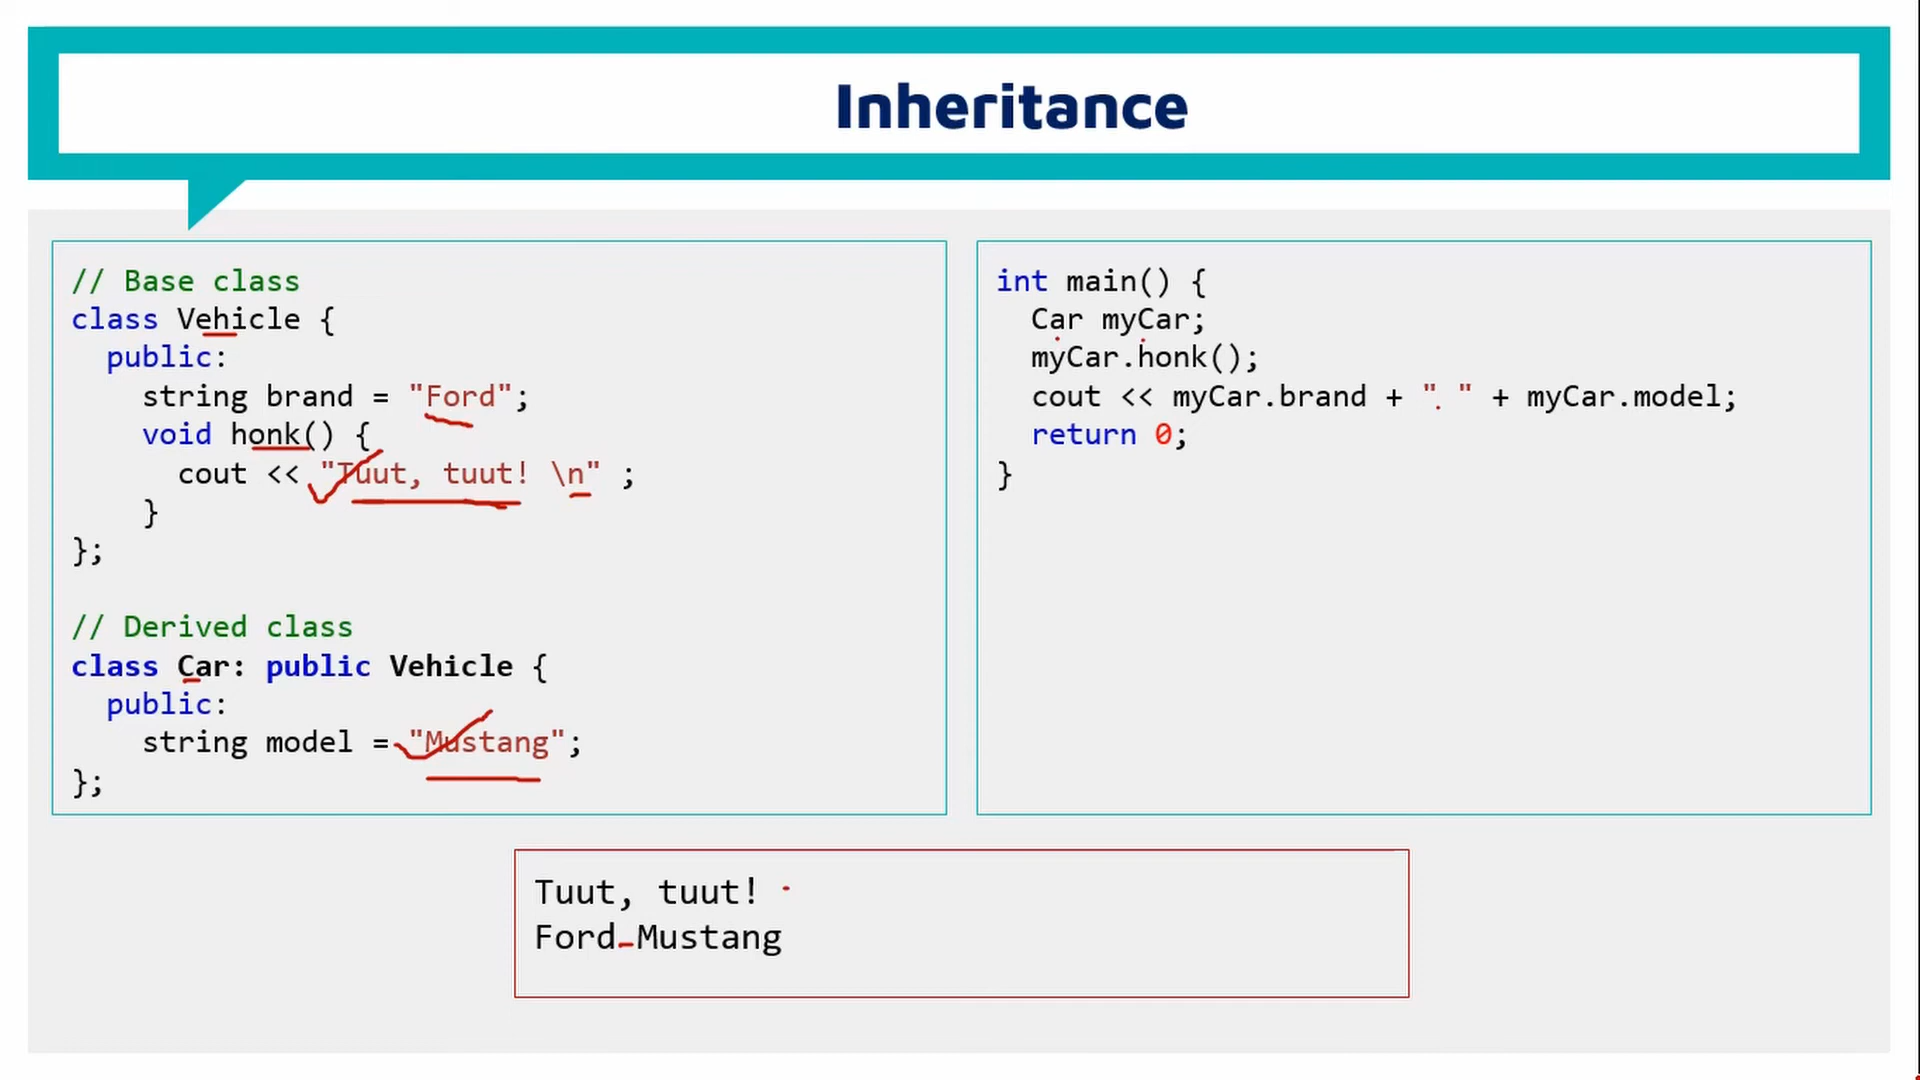 Inheritance
// Base class
class Vehicle {
  public:
    string brand = "Ford";
    void honk() {
      cout << "Tuut, tuut! \n" ;
    }
};
// Derived class
class Car: public Vehicle {
  public:
    string model = "Mustang";
};
int main() {
  Car myCar;
  myCar.honk();
  cout << myCar.brand + " " + myCar.model;
  return 0;
}
Tuut, tuut!
Ford Mustang